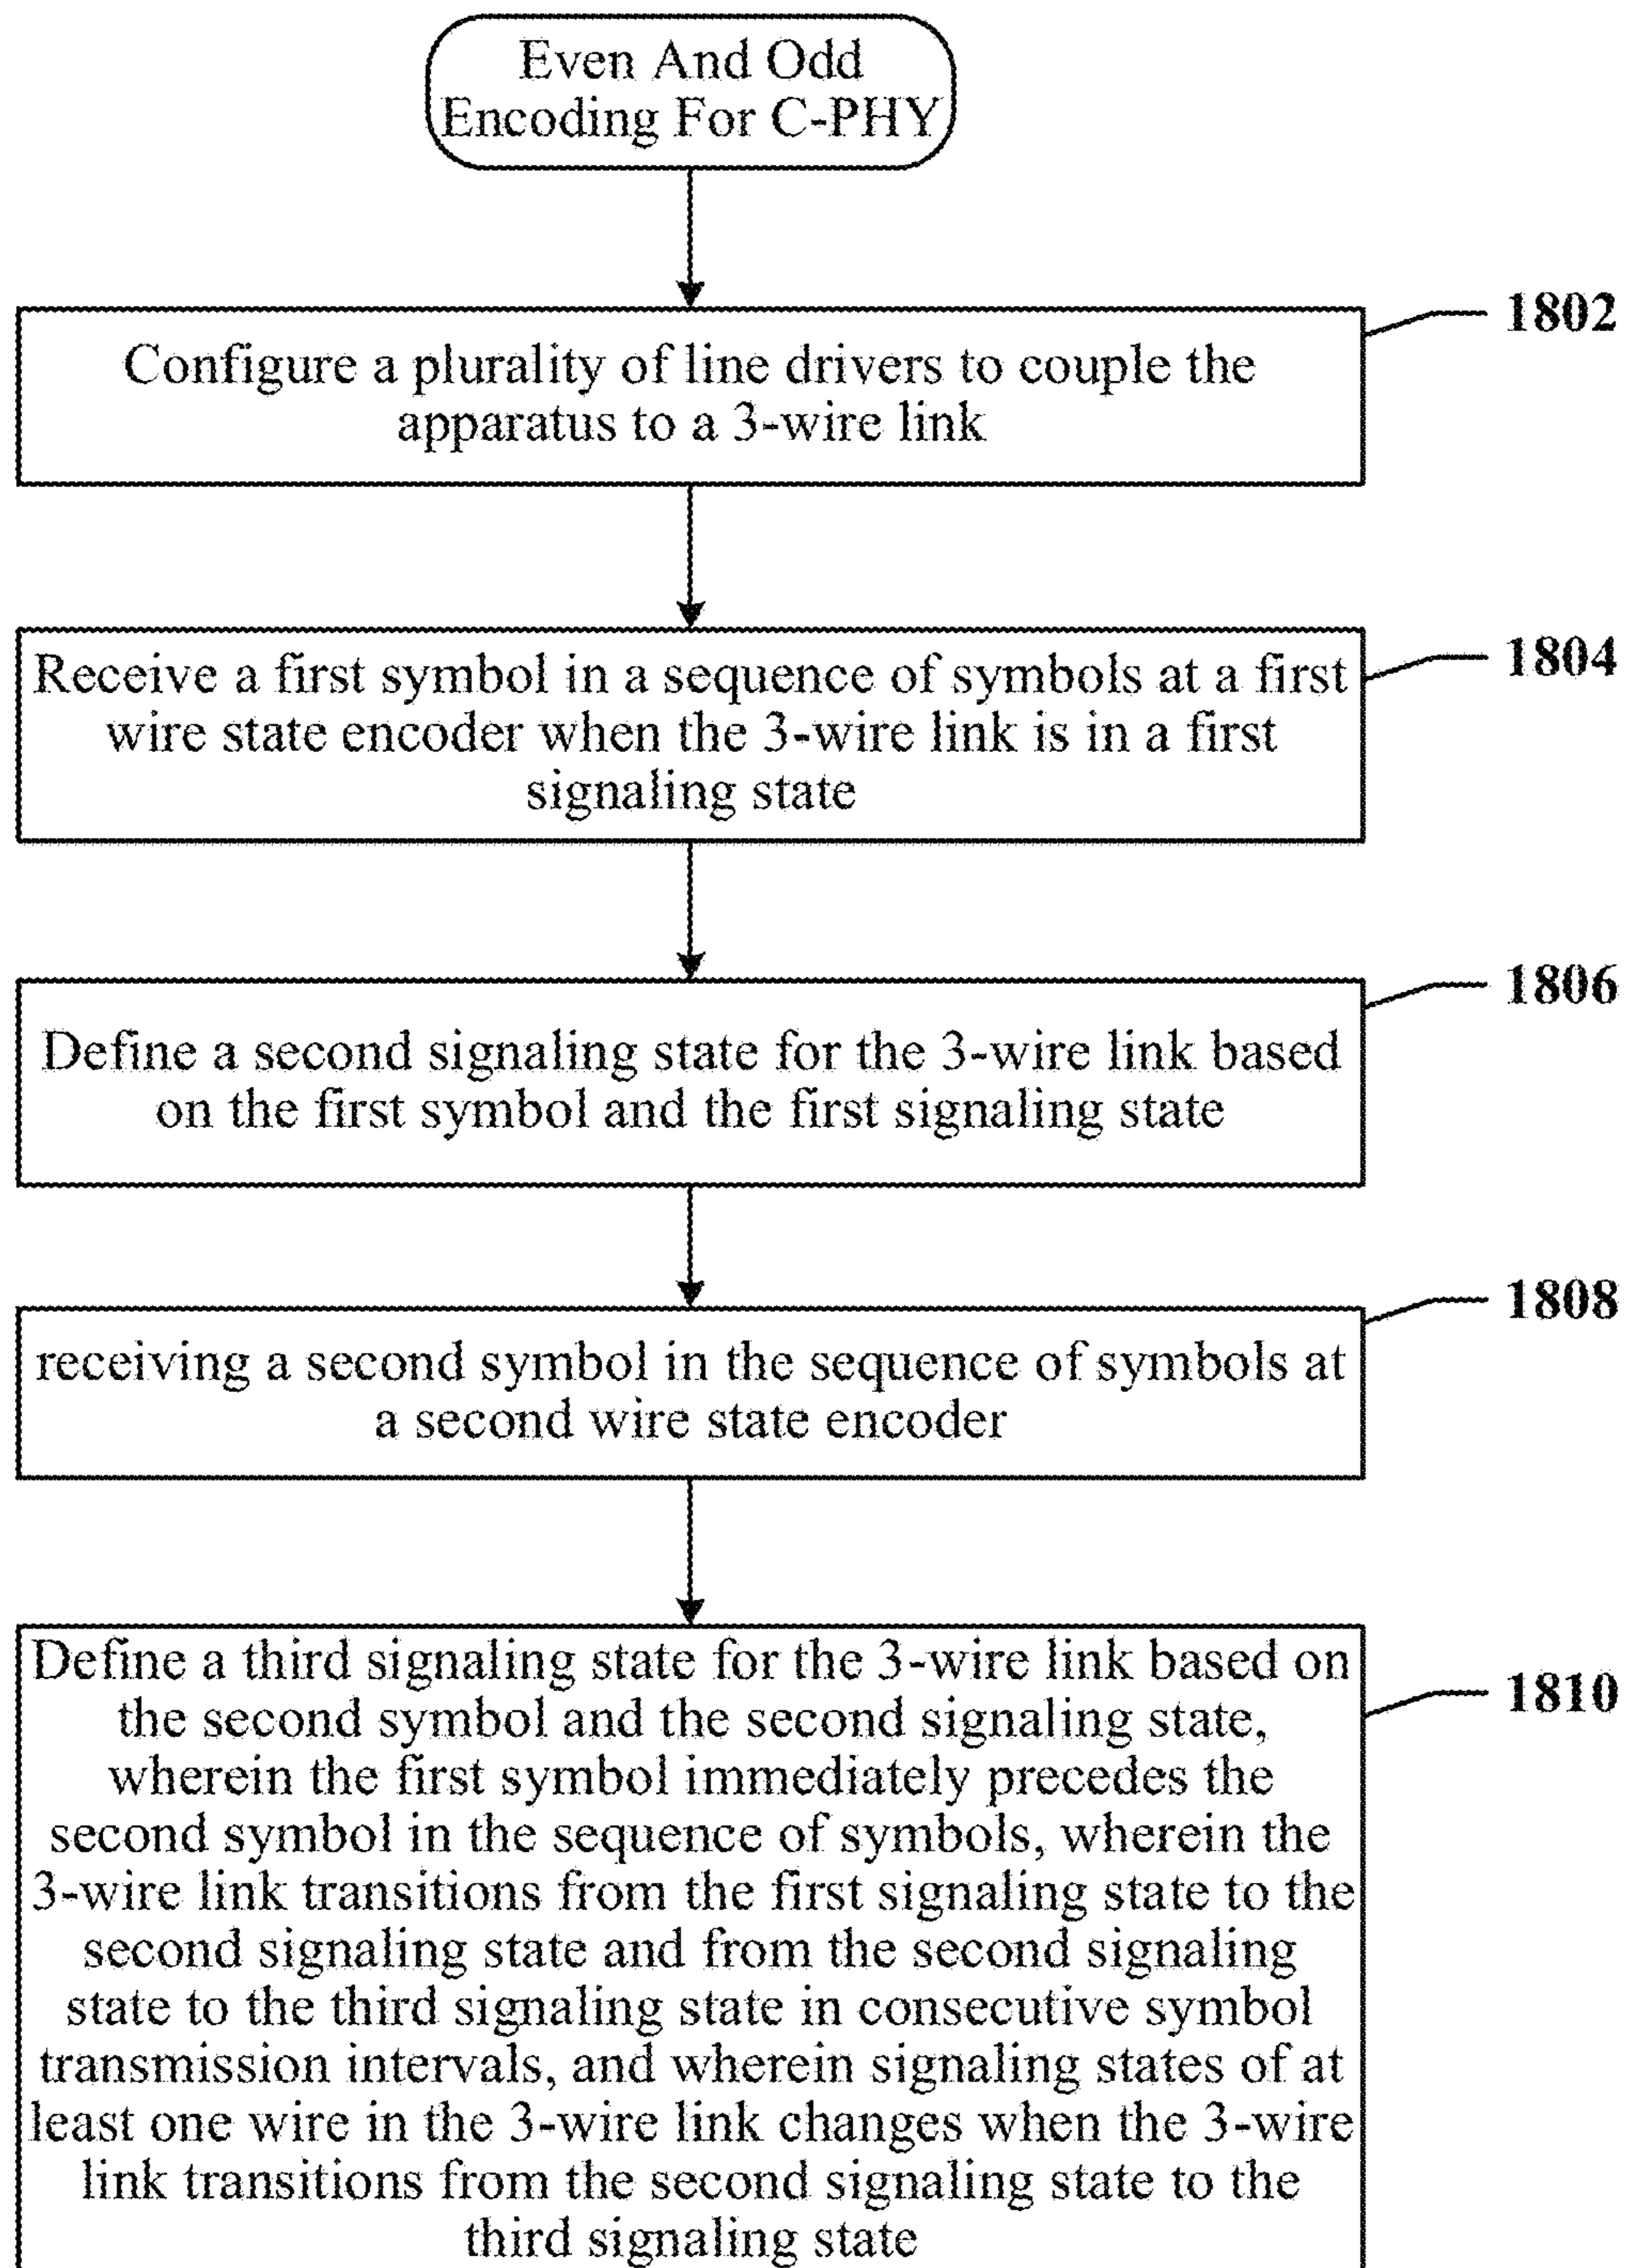 Even And Odd
Encoding For C-PHY
1802
Configure a plurality of line drivers to couple the
apparatus to a 3-wire link
1804
Receive a first symbol in a sequence of symbols at a first
wire state encoder when the 3-wire link is in a first
signaling state
1806
Define a second signaling state for the 3-wire link based
on the first symbol and the first signaling state
1808
receiving a second symbol in the sequence of symbols at
a second wire state encoder
1810
Define a third signaling state for the 3-wire link based on
the second symbol and the second signaling state,
wherein the first symbol immediately precedes the
second symbol in the sequence of symbols, wherein the
3-wire link transitions from the first signaling state to the
second signaling state and from the second signaling
state to the third signaling state in consecutive symbol
transmission intervals, and wherein signaling states of at
least one wire in the 3-wire link changes when the 3-wire
link transitions from the second signaling state to the
third signaling state